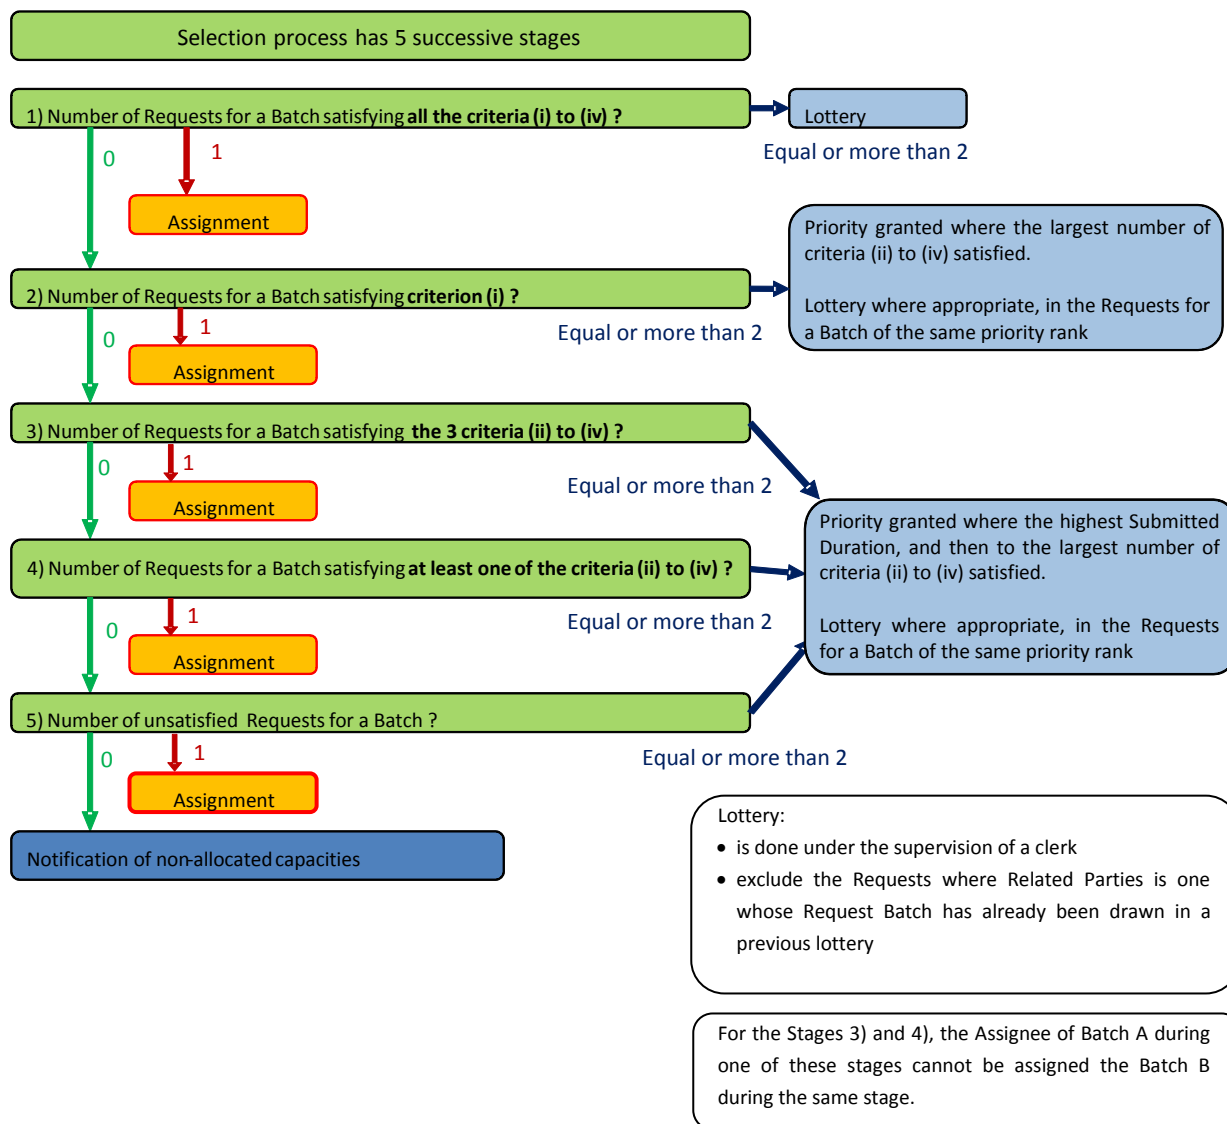 Selection process has 5 successive stages
1) Number of Requests for a Batch satisfying all the criteria (i) to (iv) ?
Lottery
0
1
Equal or more than 2
Assignment
Priority granted where the largest number of
criteria (ii) to (iv) satisfied.
Lottery where appropriate, in the Requests for
a Batch of the same priority rank
2) Number of Requests for a Batch satisfying criterion (i) ?
0
1
Equal or more than 2
Assignment
3) Number of Requests for a Batch satisfying the 3 criteria (ii) to (iv) ?
0
1
Equal or more than 2
Assignment
Priority granted where the highest Submitted
Duration, and then to the largest number of
criteria (ii) to (iv) satisfied.
Lottery where appropriate, in the Requests
for a Batch of the same priority rank
4) Number of Requests for a Batch satisfying at least one of the criteria (ii) to (iv) ?
0
1
Equal or more than 2
Assignment
5) Number of unsatisfied Requests for a Batch ?
0
1
Equal or more than 2
Assignment
Notification of non-allocated capacities
Lottery:
• is done under the supervision of a clerk
• exclude the Requests where Related Parties is one
whose Request Batch has already been drawn in a
previous lottery
For the Stages 3) and 4), the Assignee of Batch A during
one of these stages cannot be assigned the Batch B
during the same stage.